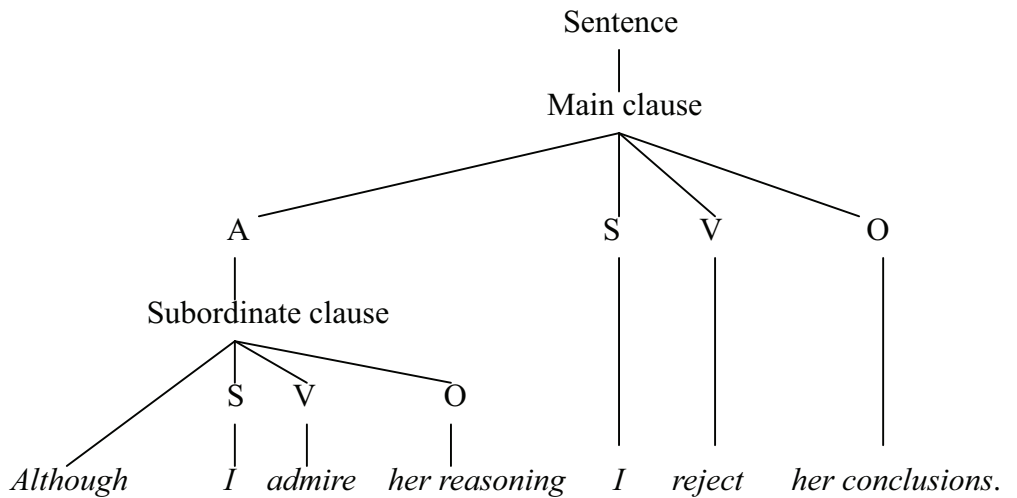 Sentence
Main clause
A S V O
Subordinate clause
S V O
Although I admire her reasoning I reject her conclusions.